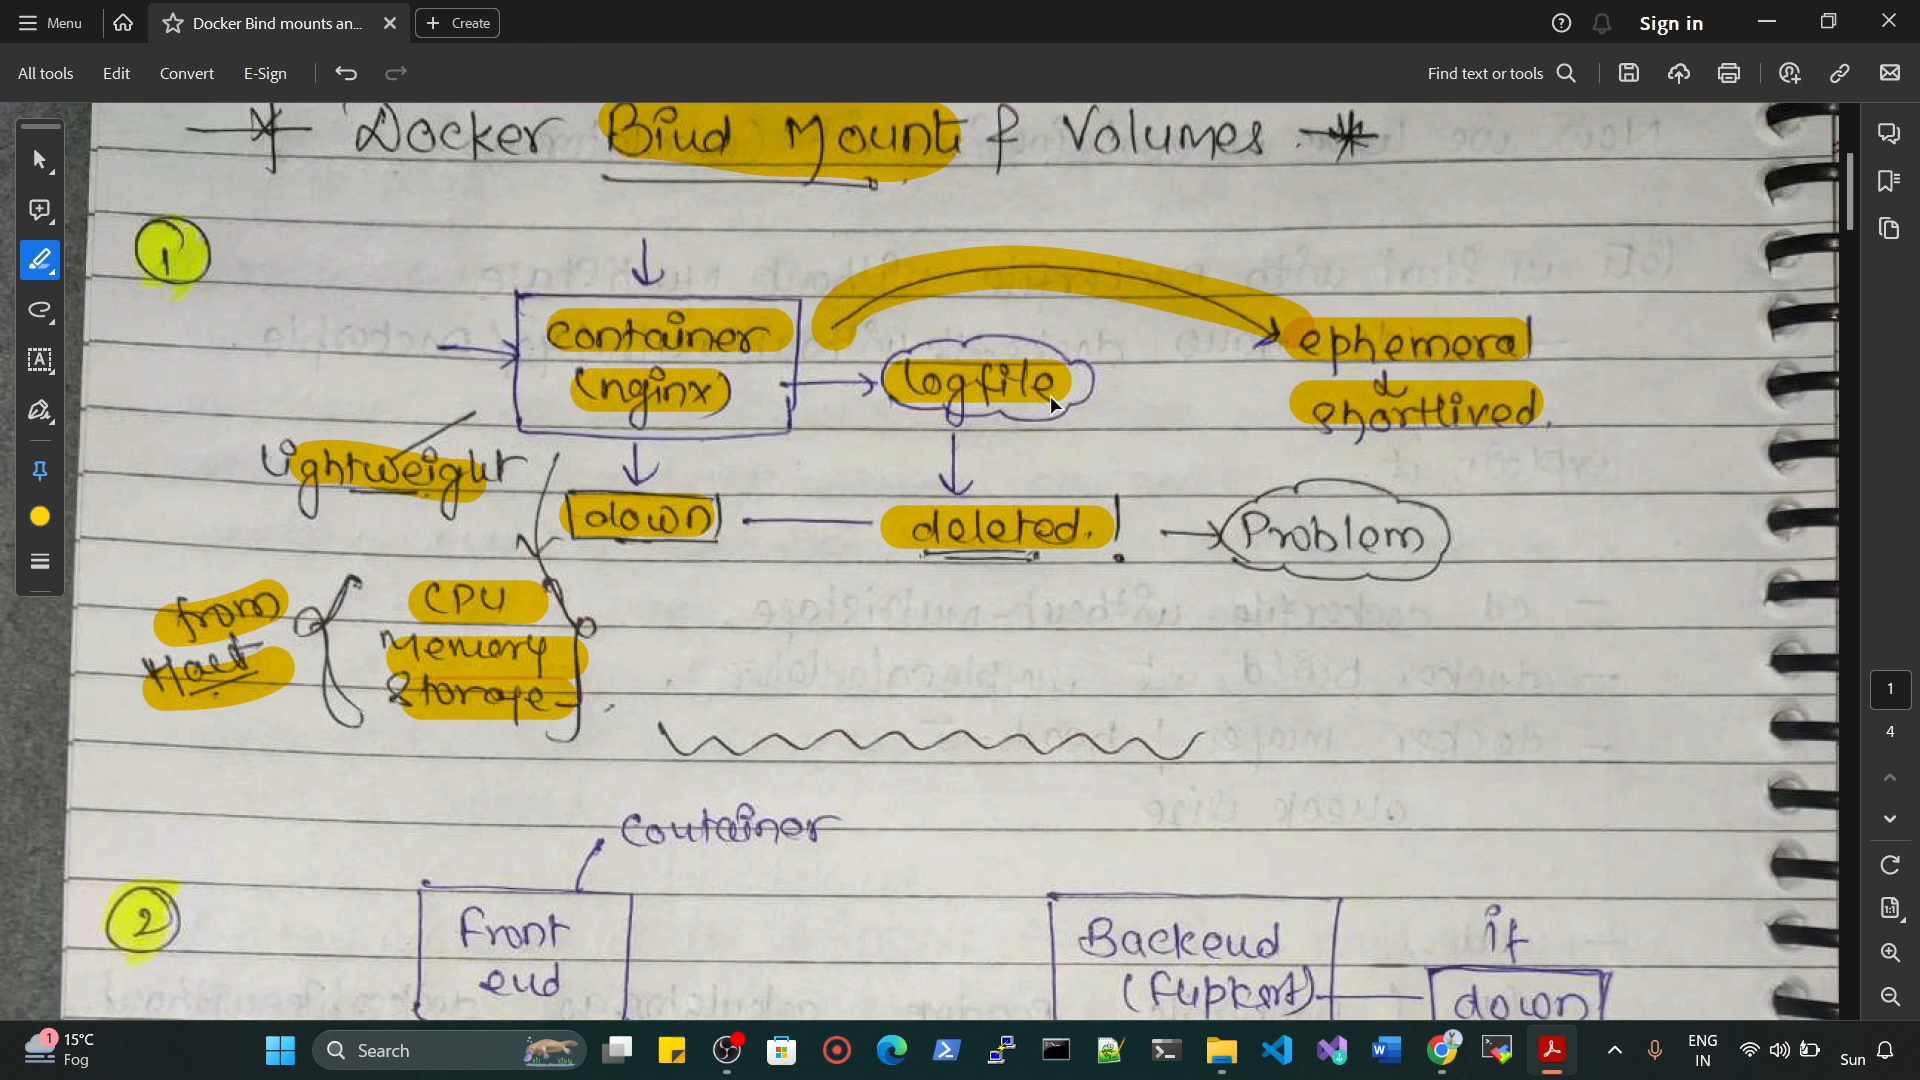 Menu
Docker Bind mounts an...
Create
Sign in
All tools
Edit
Convert
E-Sign
Find text or tools
Docker Bind Mount & Volumes
1
container
(nginx)
logfile
ephemeral
shortlived.
Lightweight
down
deleted.!
Problem
from
Host
CPU
Memory
Storage
1
4
container
2
Front
end
Backend
if
down
15°C
Fog
1
Search
ENG
IN
Sun